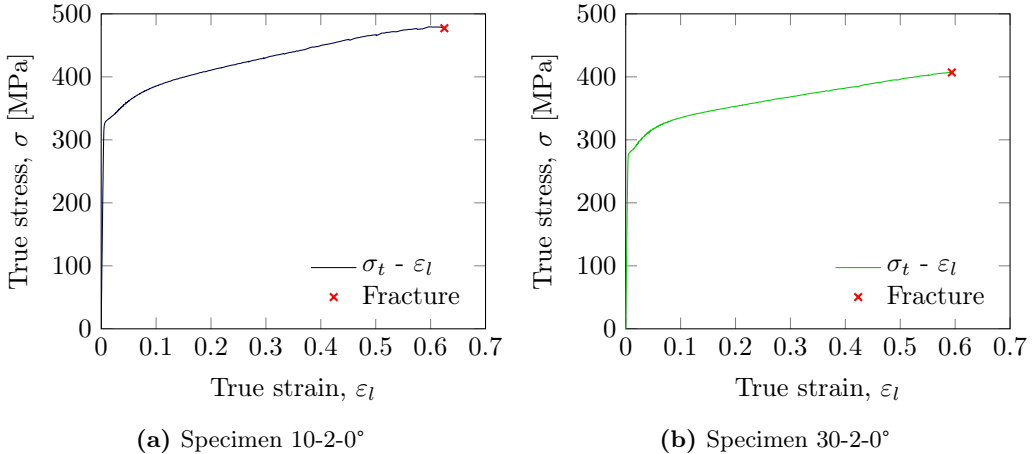 500
400
300
200
100
0
True stress, σ [MPa]
σt - εl
Fracture
0 0.1 0.2 0.3 0.4 0.5 0.6 0.7
True strain, εl
(a) Specimen 10-2-0°
500
400
300
200
100
0
True stress, σ [MPa]
σt - εl
Fracture
0 0.1 0.2 0.3 0.4 0.5 0.6 0.7
True strain, εl
(b) Specimen 30-2-0°